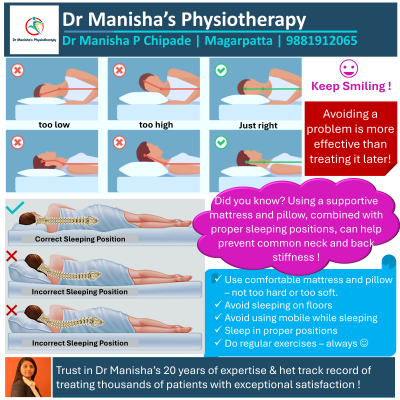 Dr Manisha's Physiotherapy
Dr Manisha P Chipade | Magarpatta | 9881912065
Dr Manisha's Physiotherapy
too low
too high
Just right
Keep Smiling !
Avoiding a
problem is more
effective than
treating it later!
Did you know? Using a supportive
mattress and pillow, combined with
proper sleeping positions, can help
prevent common neck and back
stiffness !
Correct Sleeping Position
Incorrect Sleeping Position
Incorrect Sleeping Position
✓ Use comfortable mattress and pillow
– not too hard or too soft.
✓ Avoid sleeping on floors
✓ Avoid using mobile while sleeping
✓ Sleep in proper positions
✓ Do regular exercises – always ☺
Trust in Dr Manisha's 20 years of expertise & het track record of
treating thousands of patients with exceptional satisfaction !